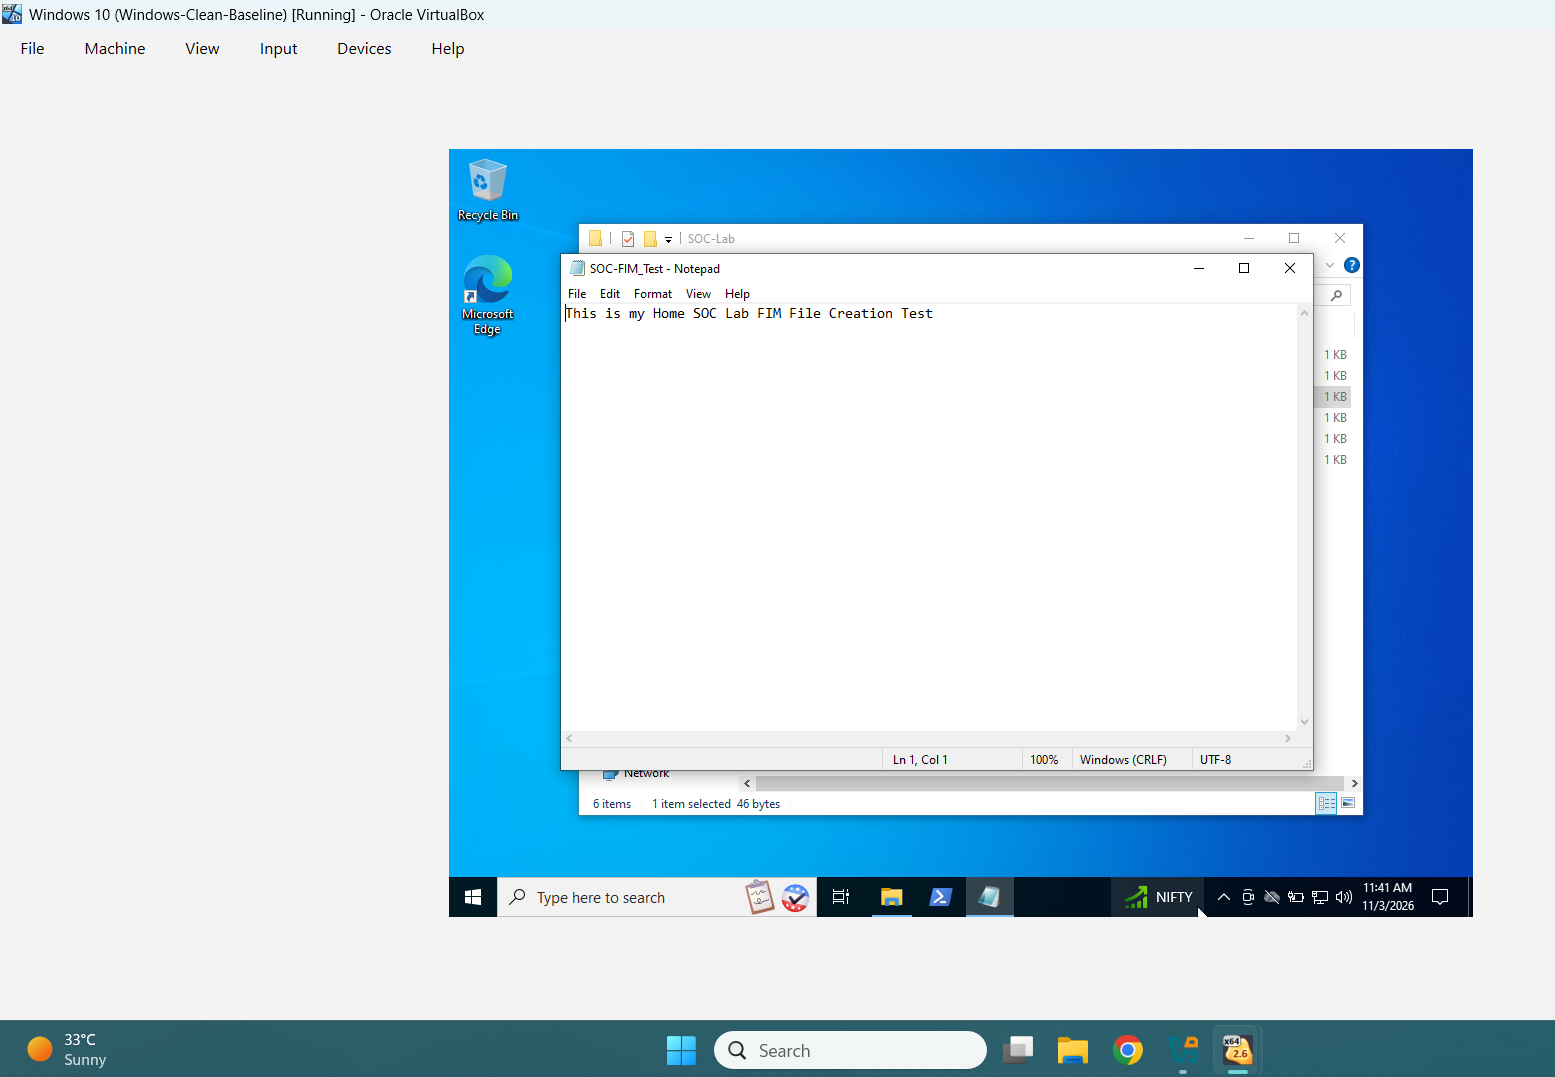 Windows 10 (Windows-Clean-Baseline) [Running] - Oracle VirtualBox
File Machine View Input Devices Help
Recycle Bin
Microsoft
Edge
SOC-Lab
SOC-FIM_Test - Notepad
File Edit Format View Help
This is my Home SOC Lab FIM File Creation Test
1 KB
1 KB
1 KB
1 KB
1 KB
1 KB
Ln 1, Col 1 100% Windows (CRLF) UTF-8
Network
6 items 1 item selected 46 bytes
Type here to search
NIFTY
11:41 AM
11/3/2026
33°C
Sunny
Search
x64
2.6